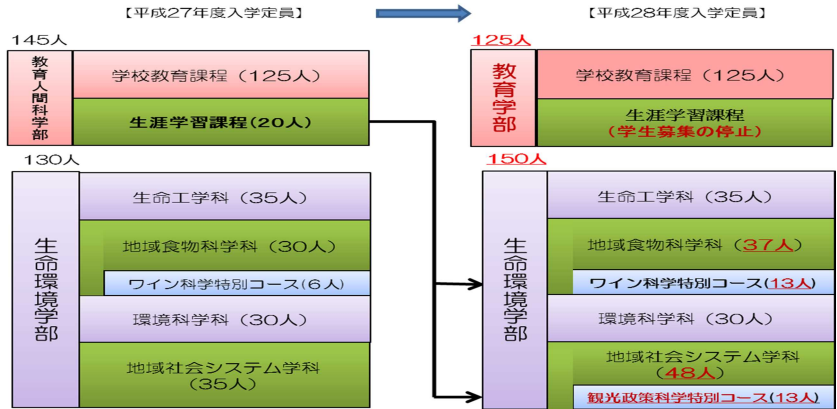 【平成27年度入学定員】
【平成28年度入学定員】
145人
教育人間科学部
学校教育課程（125人）
生涯学習課程(20人)
130人
生命環境学部
生命工学科（35人）
地域食物科学科（30人）
ワイン科学特別コース(6人)
環境科学科（30人）
地域社会システム学科
(35人)
125人
教育学部
学校教育課程（125人）
生涯学習課程
(学生募集の停止)
150人
生命環境学部
生命工学科（35人）
地域食物科学科（37人）
ワイン科学特別コース(13人)
環境科学科（30人）
地域社会システム学科
(48人)
観光政策科学特別コース(13人)